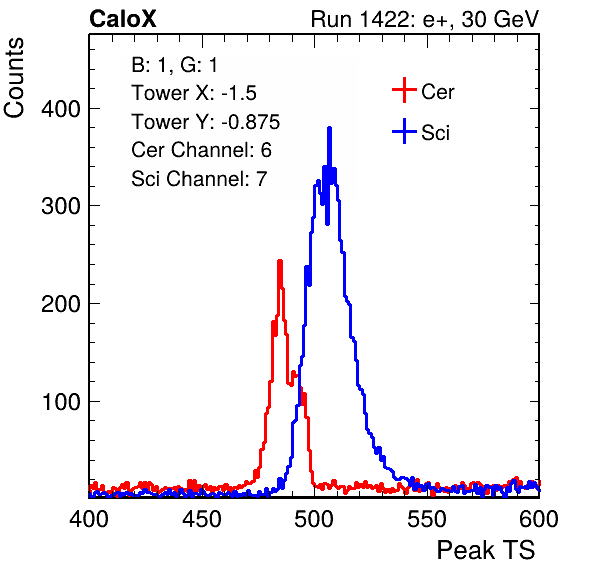 CaloX Run 1422: e+, 30 GeV
Counts
B: 1, G: 1
Tower X: -1.5
Tower Y: -0.875
Cer Channel: 6
Sci Channel: 7
Cer
Sci
400
300
200
100
400 450 500 550 600
Peak TS